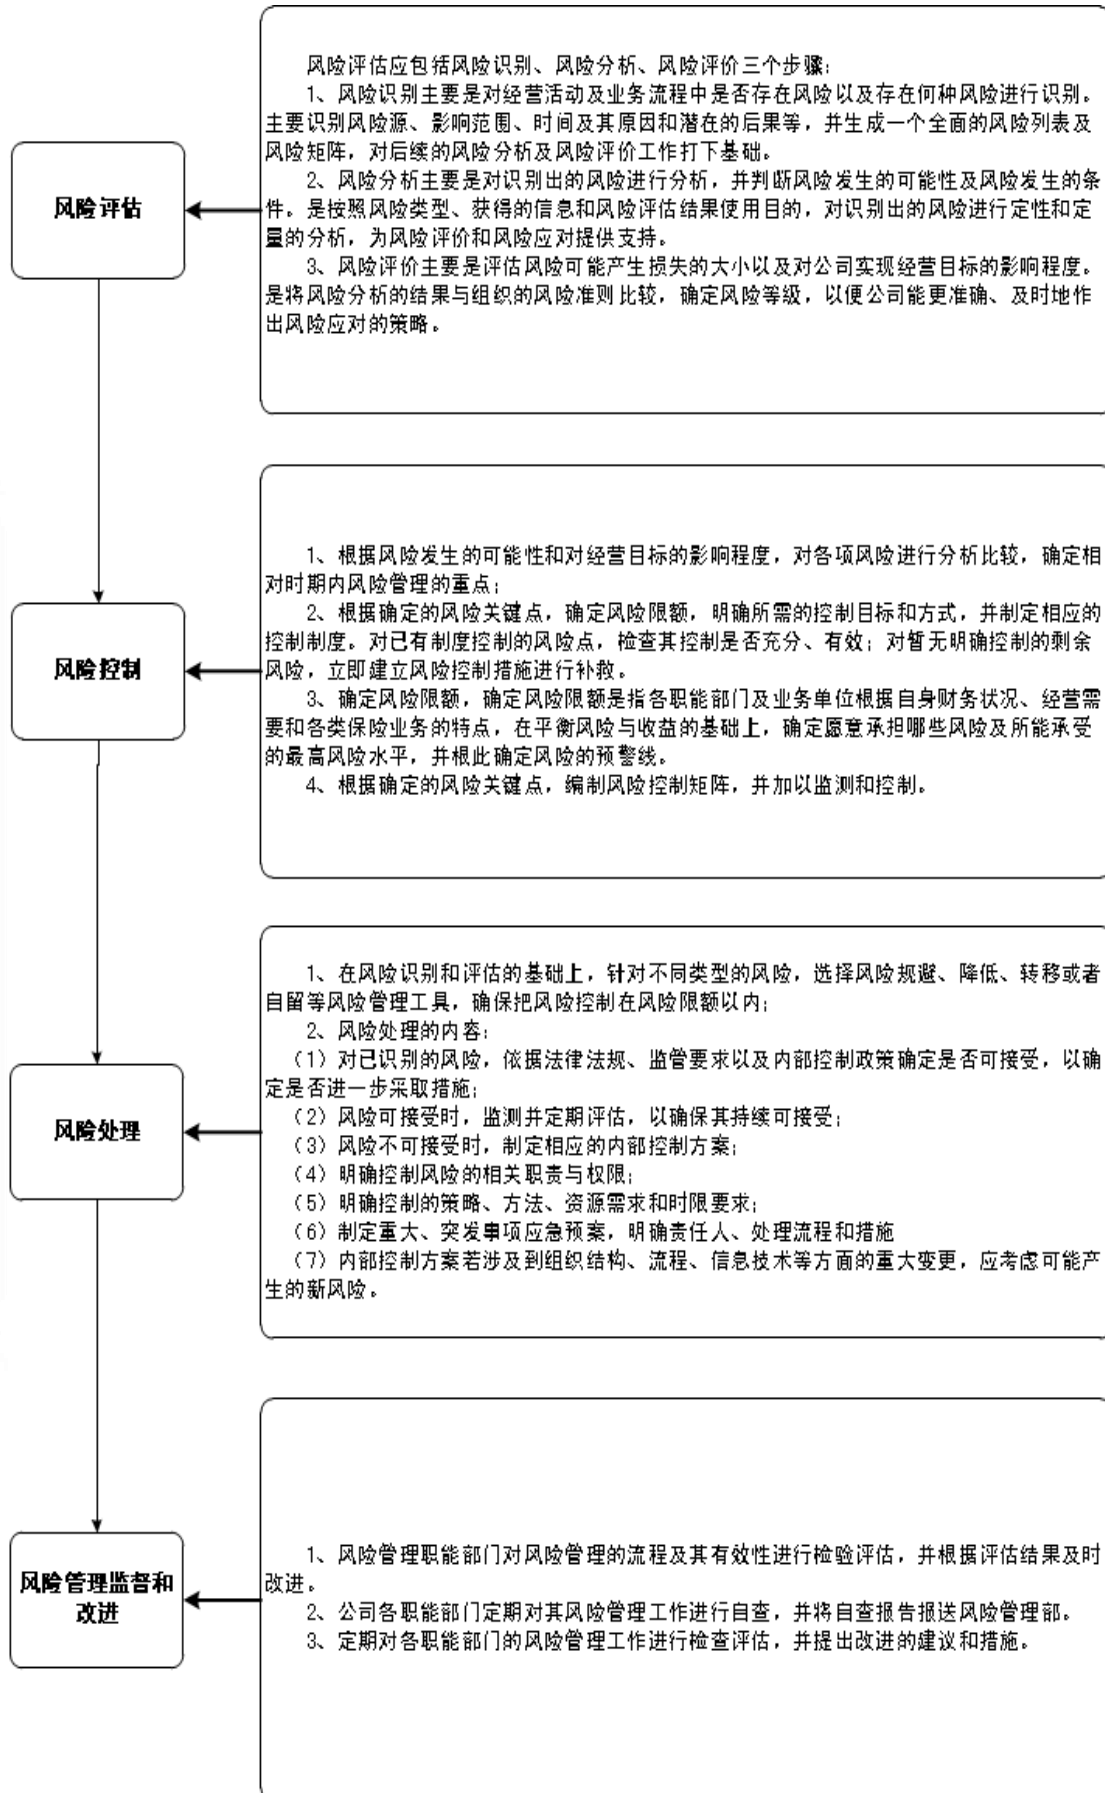 风险评估应包括风险识别、风险分析、风险评价三个步骤:
1、风险识别主要是对经营活动及业务流程中是否存在风险以及存在何种风险进行识别。
主要识别风险源、影响范围、时间及其原因和潜在的后果等，并生成一个全面的风险列表及
风险矩阵，对后续的风险分析及风险评价工作打下基础。
2、风险分析主要是对识别出的风险进行分析，并判断风险发生的可能性及风险发生的条
件。是按照风险类型、获得的信息和风险评估结果使用目的，对识别出的风险进行定性和定
量的分析，为风险评价和风险应对提供支持。
3、风险评价主要是评估风险可能产生损失的大小以及对公司实现经营目标的影响程度。
是将风险分析的结果与组织的风险准则比较，确定风险等级，以便公司能更准确、及时地作
出风险应对的策略。
风险评估
1、根据风险发生的可能性和对经营目标的影响程度，对各项风险进行分析比较，确定相
对时期内风险管理的重点;
2、根据确定的风险关键点，确定风险限额，明确所需的控制目标和方式，并制定相应的
控制制度。对已有制度控制的风险点，检查其控制是否充分、有效；对暂无明确控制的剩余
风险，立即建立风险控制措施进行补救。
3、确定风险限额，确定风险限额是指各职能部门及业务单位根据自身财务状况、经营需
要和各类保险业务的特点，在平衡风险与收益的基础上，确定愿意承担哪些风险及所能承受
的最高风险水平，并根此确定风险的预警线。
4、根据确定的风险关键点，编制风险控制矩阵，并加以监测和控制。
风险控制
1、在风险识别和评估的基础上，针对不同类型的风险，选择风险规避、降低、转移或者
自留等风险管理工具，确保把风险控制在风险限额以内;
2、风险处理的内容:
（1）对已识别的风险，依据法律法规、监管要求以及内部控制政策确定是否可接受，以确
定是否进一步采取措施;
（2）风险可接受时，监测并定期评估，以确保其持续可接受;
（3）风险不可接受时，制定相应的内部控制方案;
（4）明确控制风险的相关职责与权限;
（5）明确控制的策略、方法、资源需求和时限要求;
（6）制定重大、突发事项应急预案，明确责任人、处理流程和措施
（7）内部控制方案若涉及到组织结构、流程、信息技术等方面的重大变更，应考虑可能产
生的新风险。
风险处理
1、风险管理职能部门对风险管理的流程及其有效性进行检验评估，并根据评估结果及时
改进。
2、公司各职能部门定期对其风险管理工作进行自查，并将自查报告报送风险管理部。
3、定期对各职能部门的风险管理工作进行检查评估，并提出改进的建议和措施。
风险管理监督和
改进